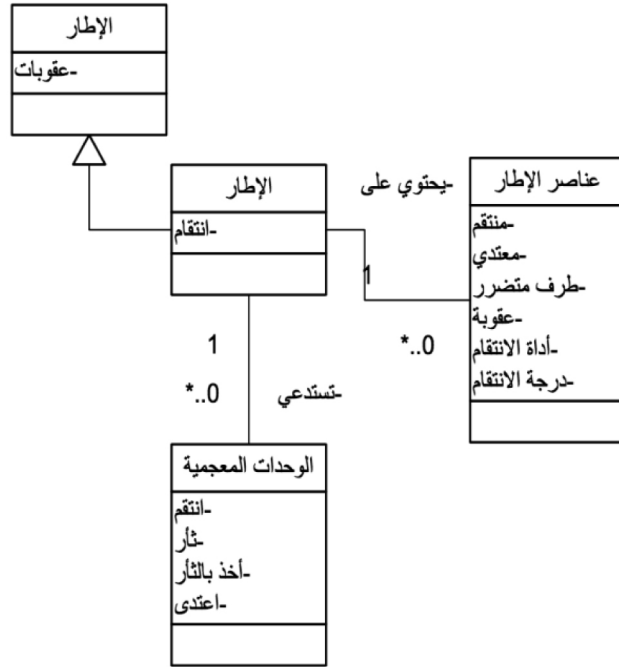 الإطار
-عقوبات
الإطار
-انتقام
-يحتوي على
1
*..0
عناصر الإطار
-منتقم
-معتدي
-طرف متضرر
-عقوبة
-أداة الانتقام
-درجة الانتقام
1
*..0
-تستدعي
الوحدات المعجمية
-انتقم
-ثأر
-أخذ بالثأر
-اعتدى